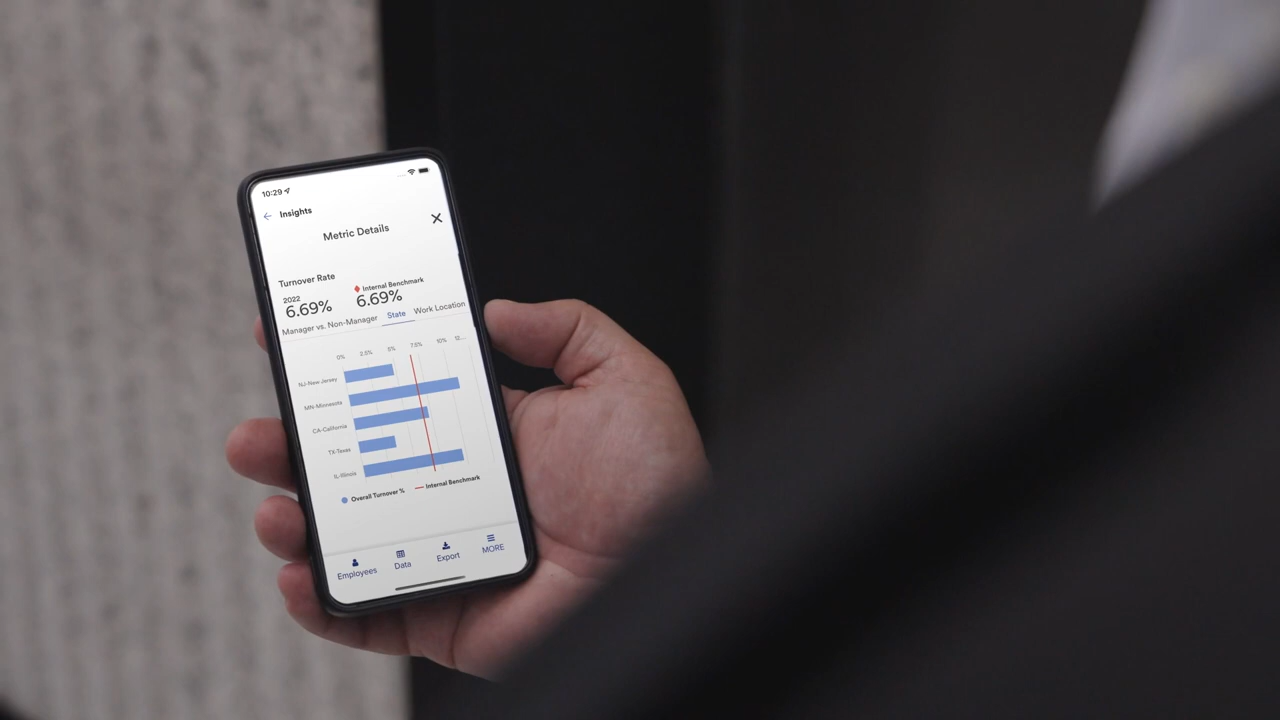 10:29
Insights
Metric Details
Turnover Rate
2022
Internal Benchmark
6.69%
6.69%
Manager vs. Non-Manager
State
Work Location
0%
2.5%
5%
7.5%
10%
12...
NJ-New Jersey
MN-Minnesota
CA-California
TX-Texas
IL-Illinois
Overall Turnover %
Internal Benchmark
Employees
Data
Export
MORE